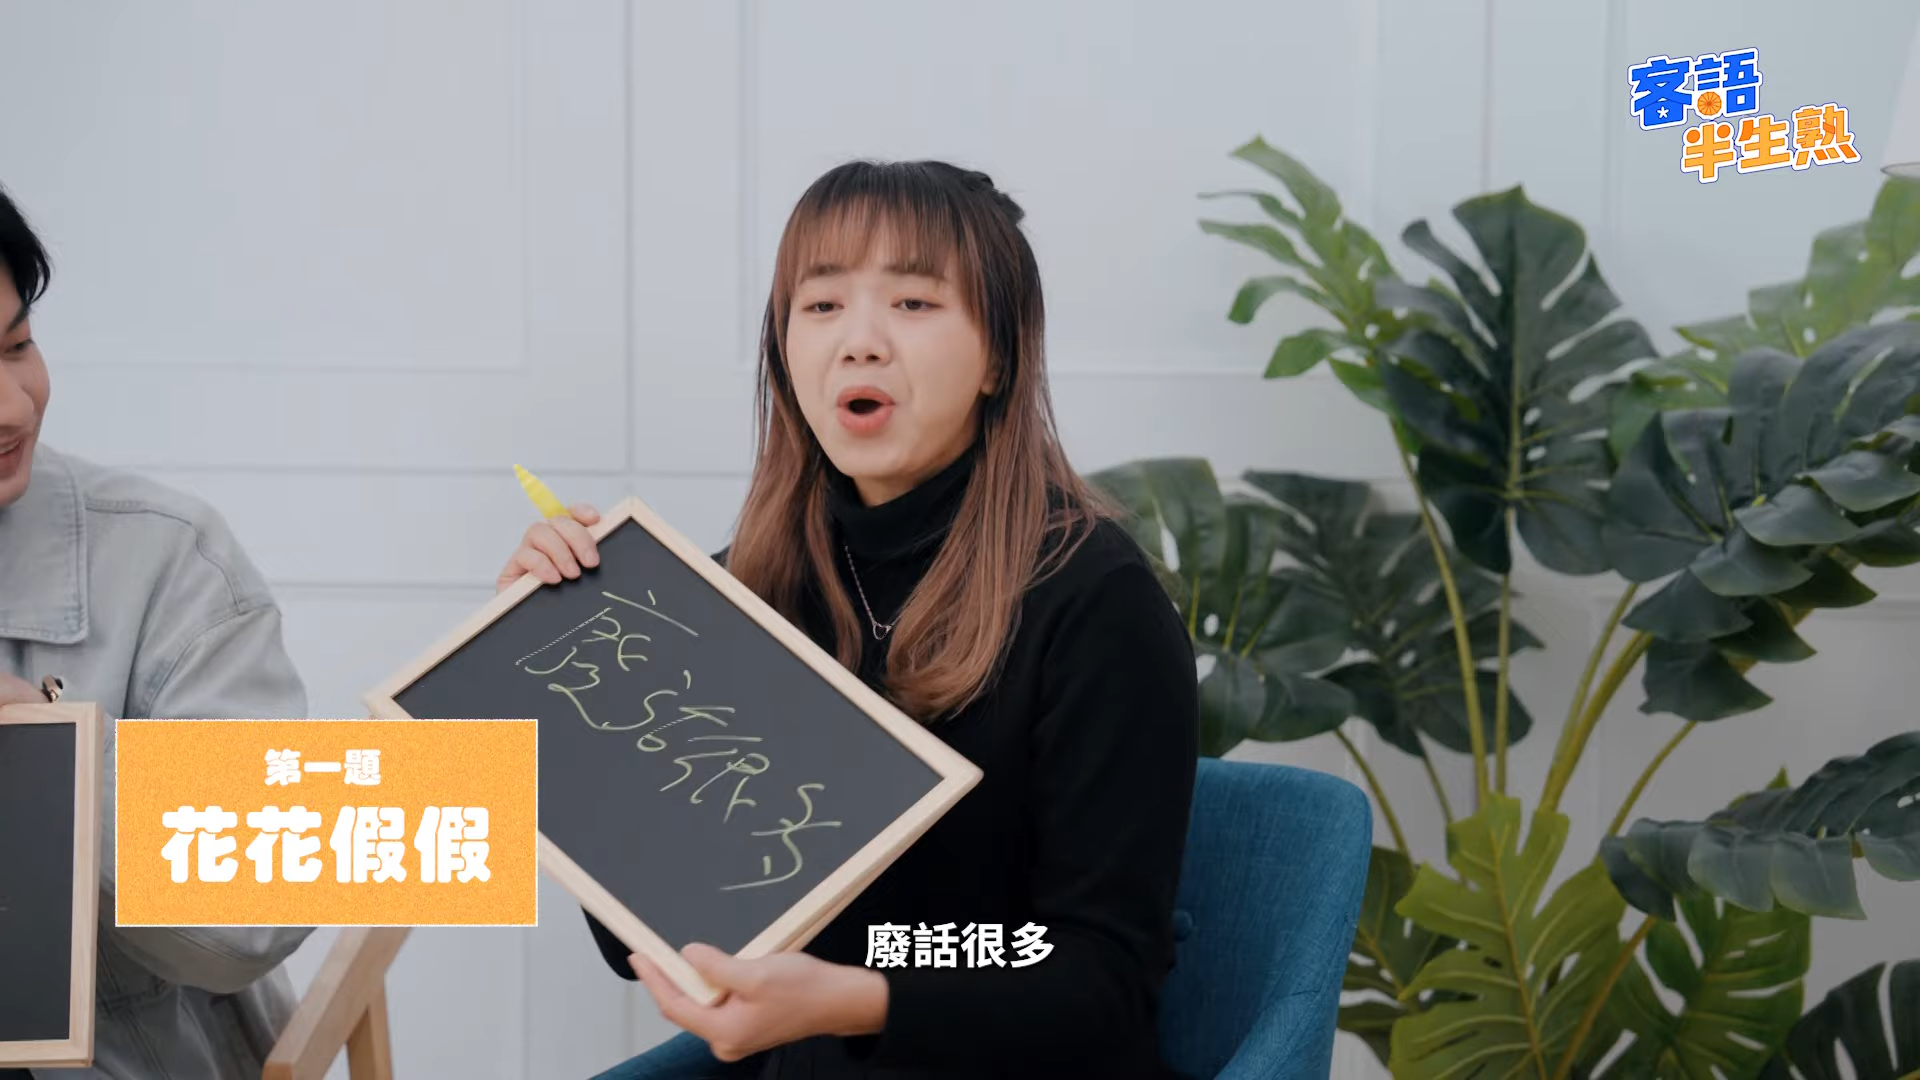 客語
半生熟
廢話很多
第一題
花花假假
廢話很多